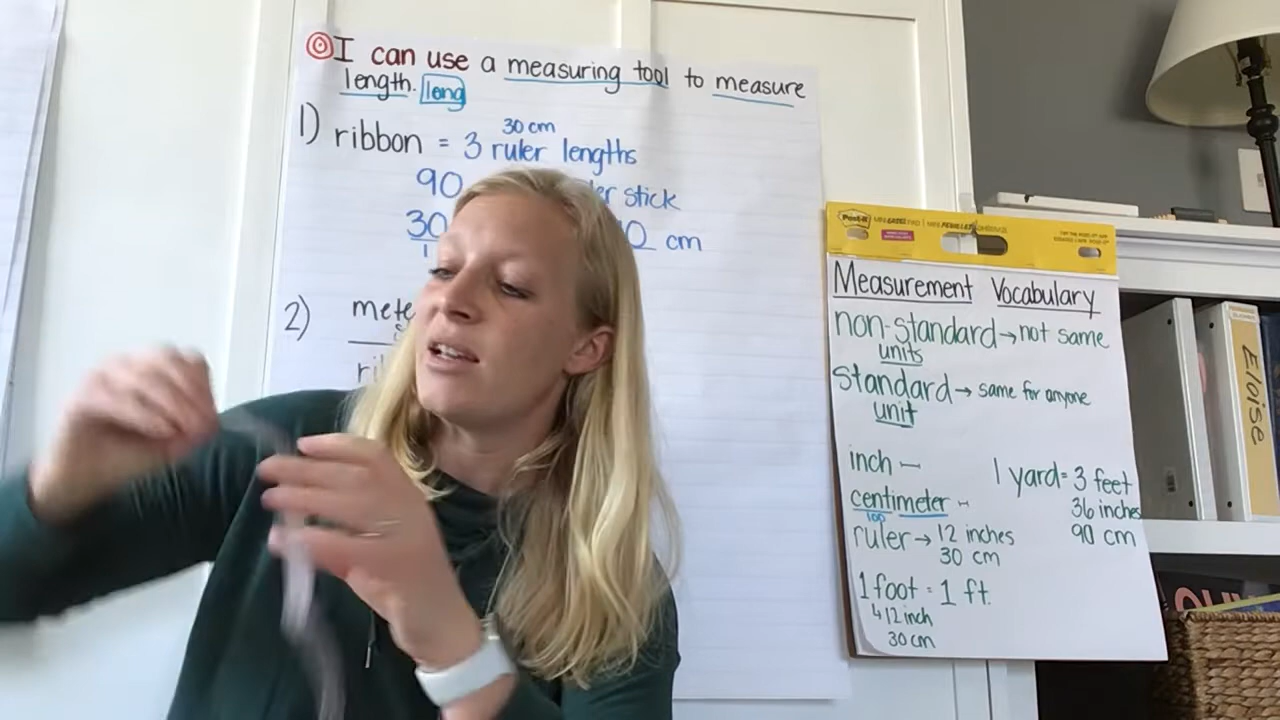 I can use a measuring tool to measure
length. long
1) ribbon = 3 ruler lengths
30 cm
90 stick
30 cm
1
2)
Post-it
Measurement Vocabulary
non-standard → not same
units
standard → same for anyone
unit
inch
centimeter
100
ruler → 12 inches
30 cm
1 foot = 1 ft.
12 inch
30 cm
1 yard = 3 feet
36 inches
90 cm
Eloise